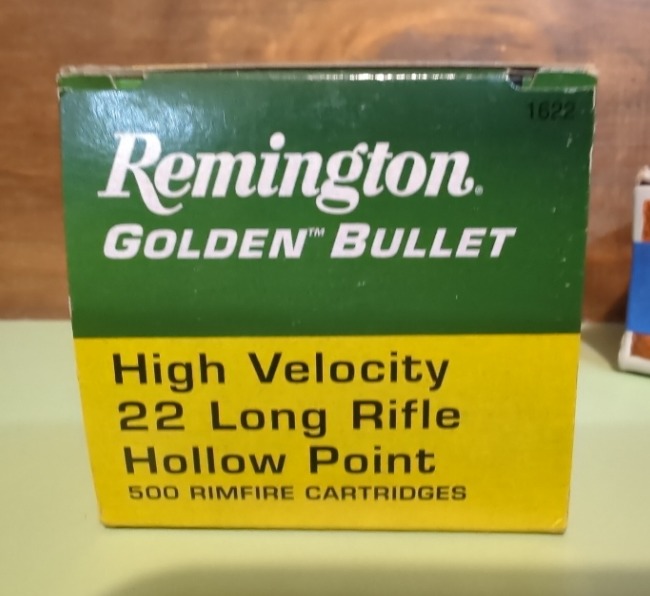 1622
Remington.
GOLDEN™ BULLET
High Velocity
22 Long Rifle
Hollow Point
500 RIMFIRE CARTRIDGES